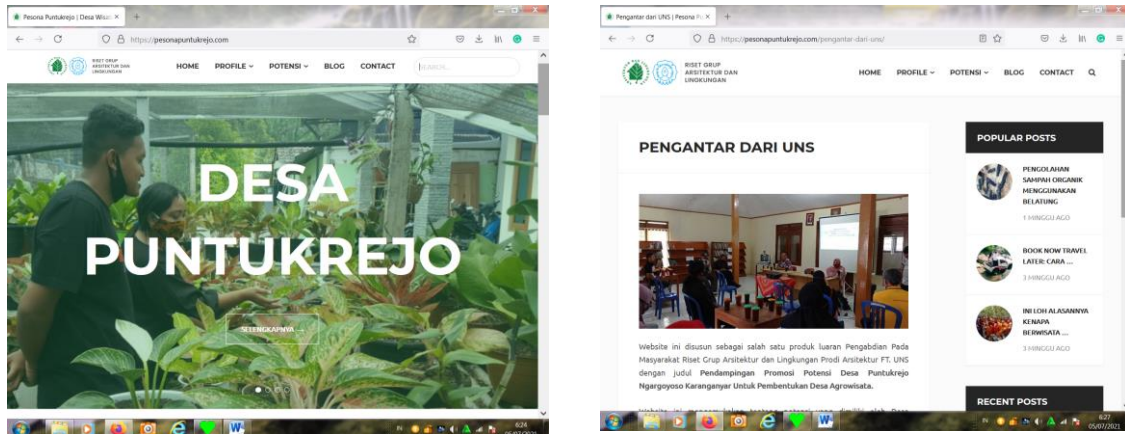 Pesona Puntukrejo | Desa Wisat
https://pesonapuntukrejo.com
RISET GRUP
ARSITEKTUR DAN
LINGKUNGAN
HOME PROFILE POTENSI BLOG CONTACT
SEARCH...
DESA
PUNTUKREJO
SELENGKAPNYA →
6:24
05/07/2021
Pengantar dari UNS | Pesona Pu
https://pesonapuntukrejo.com/pengantar-dari-uns/
RISET GRUP
ARSITEKTUR DAN
LINGKUNGAN
HOME PROFILE POTENSI BLOG CONTACT
PENGANTAR DARI UNS
Website ini disusun sebagai salah satu produk luaran Pengabdian Pada
Masyarakat Riset Grup Arsitektur dan Lingkungan Prodi Arsitektur FT. UNS
dengan judul Pendampingan Promosi Potensi Desa Puntukrejo
Ngargoyoso Karanganyar Untuk Pembentukan Desa Agrowisata.
POPULAR POSTS
PENGOLAHAN
SAMPAH ORGANIK
MENGGUNAKAN
BELATUNG
1 MINGGU AGO
BOOK NOW TRAVEL
LATER: CARA ...
3 MINGGU AGO
INI LOH ALASANNYA
KENAPA
BERWISATA ...
3 MINGGU AGO
RECENT POSTS
6:27
05/07/2021